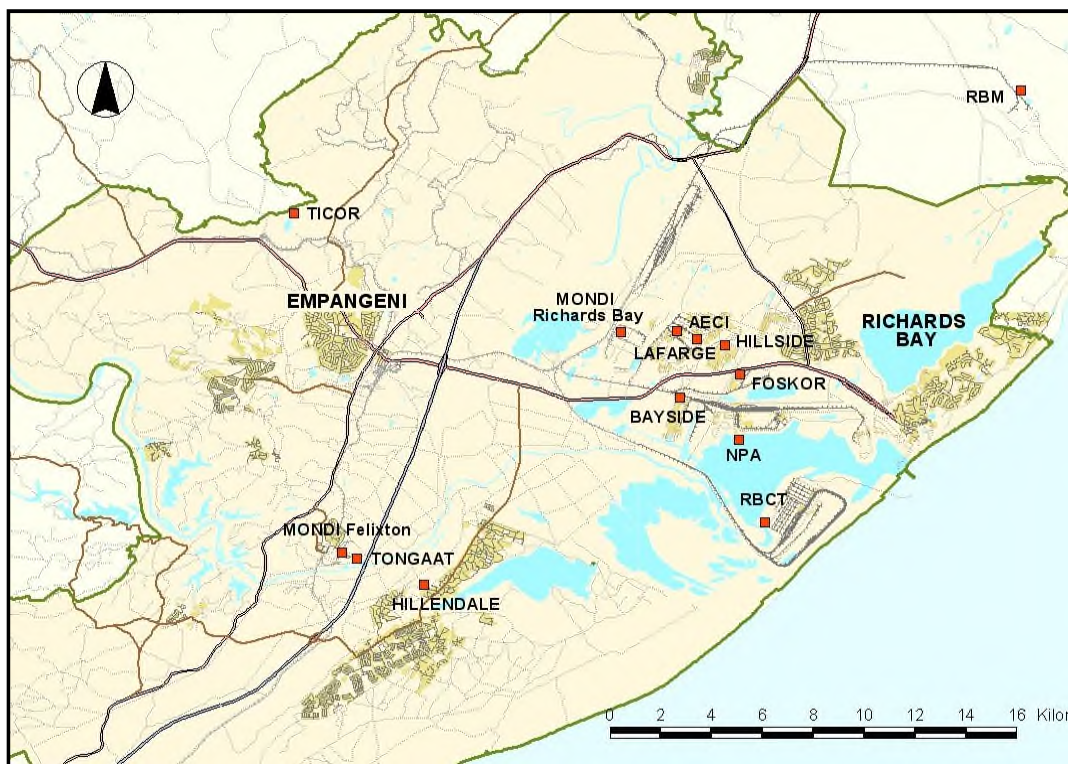 RBM
TICOR
EMPANGENI
MONDI
Richards Bay
AECI
LAFARGE
HILLSIDE
RICHARDS
BAY
FOSKOR
BAYSIDE
NPA
RBCT
MONDI Felixton
TONGAAT
HILLENDALE
0 2 4 6 8 10 12 14 16 Kilon